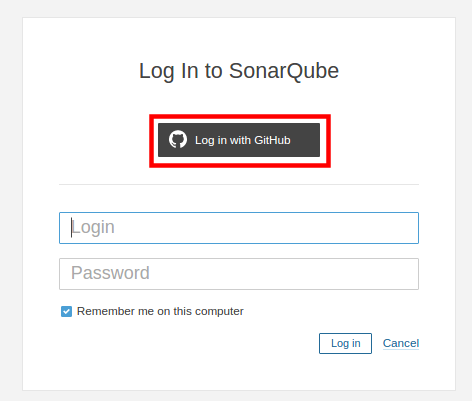 Log In to SonarQube
Log in with GitHub
Login
Password
Remember me on this computer
Log in Cancel